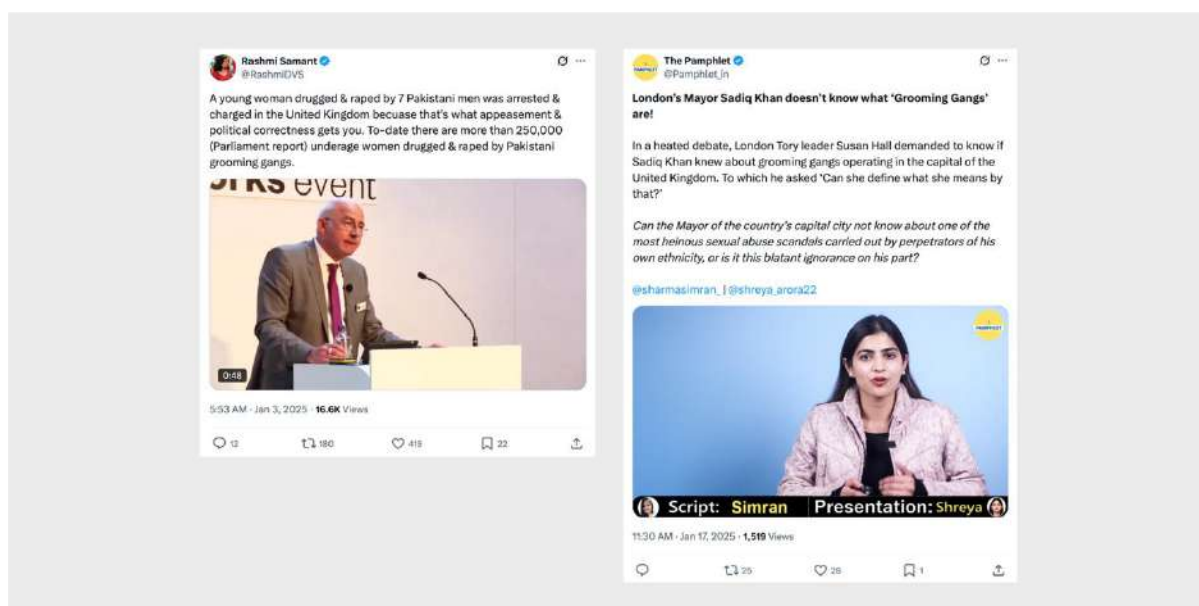 Rashmi Samant
@RashmiDVS
A young woman drugged & raped by 7 Pakistani men was arrested &
charged in the United Kingdom becuase that's what appeasement &
political correctness gets you. To-date there are more than 250,000
(Parliament report) underage women drugged & raped by Pakistani
grooming gangs.
orks event
0:48
5:53 AM · Jan 3, 2025 · 16.6K Views
12 180 419 22
The Pamphlet
@Pamphlet_in
London's Mayor Sadiq Khan doesn't know what 'Grooming Gangs'
are!
In a heated debate, London Tory leader Susan Hall demanded to know if
Sadiq Khan knew about grooming gangs operating in the capital of the
United Kingdom. To which he asked 'Can she define what she means by
that?'
Can the Mayor of the country's capital city not know about one of the
most heinous sexual abuse scandals carried out by perpetrators of his
own ethnicity, or is it this blatant ignorance on his part?
@sharmasimran_ | @shreya_arora22
PAMPHLET
Script: Simran Presentation: Shreya
11:30 AM · Jan 17, 2025 · 1,519 Views
25 26 1